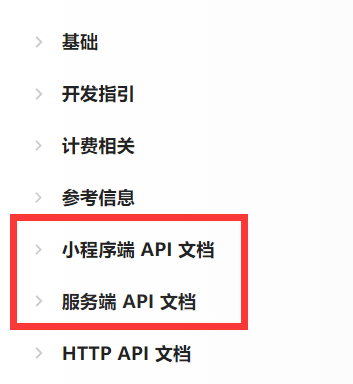 基础
开发指引
计费相关
参考信息
小程序端 API 文档
服务端 API 文档
HTTP API 文档